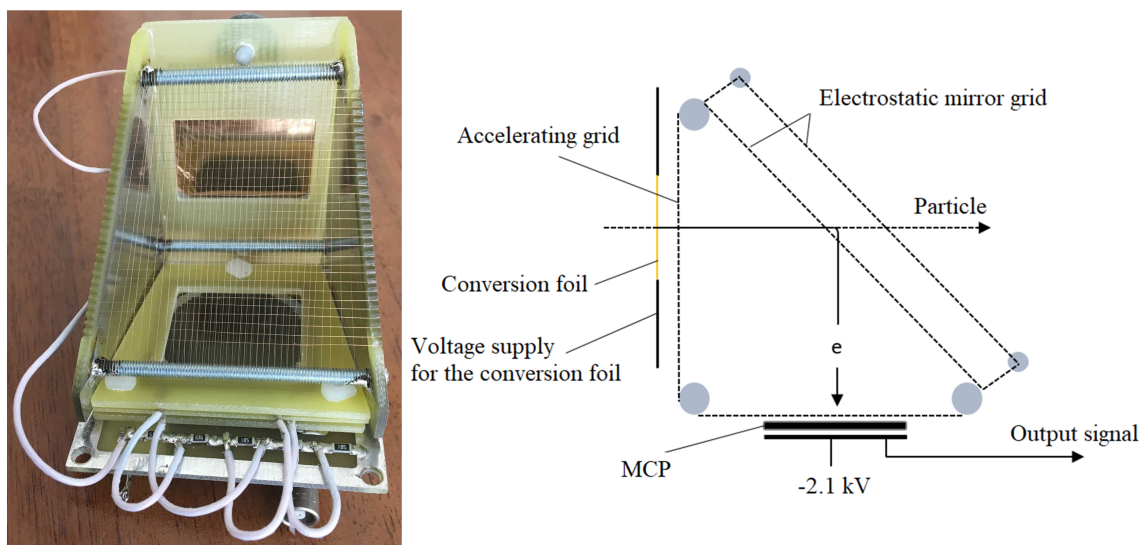 Electrostatic mirror grid
Accelerating grid
Particle
Conversion foil
Voltage supply
for the conversion foil
e
MCP
Output signal
-2.1 kV